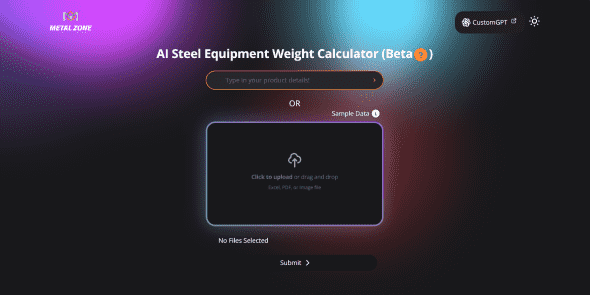 METAL ZONE
CustomGPT
AI Steel Equipment Weight Calculator (Beta ? )
Type in your product details!
OR
Sample Data
Click to upload or drag and drop
Excel, PDF, or Image file
No Files Selected
Submit